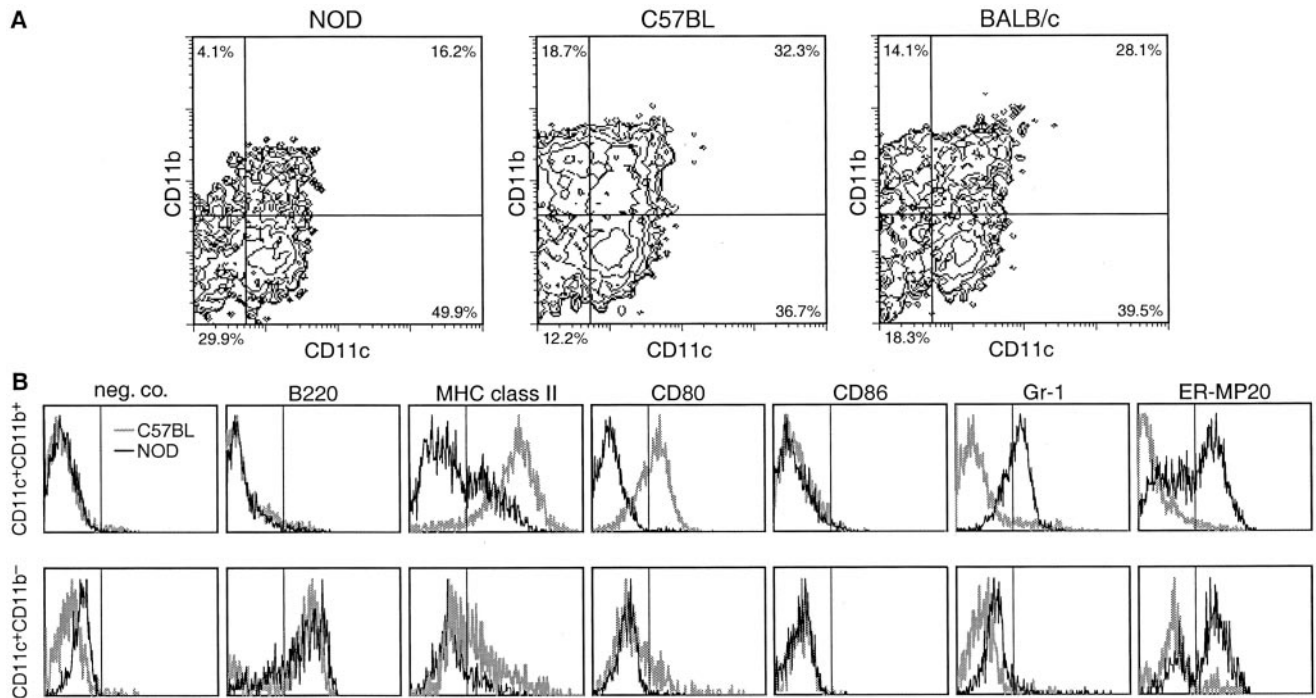 A
NOD
C57BL
BALB/c
4.1%
16.2%
18.7%
32.3%
14.1%
28.1%
CD11b
CD11b
CD11b
49.9%
36.7%
39.5%
29.9%
CD11c
12.2%
CD11c
18.3%
CD11c
B
neg. co.
B220
MHC class II
CD80
CD86
Gr-1
ER-MP20
CD11c+CD11b+
C57BL
NOD
CD11c+CD11b−